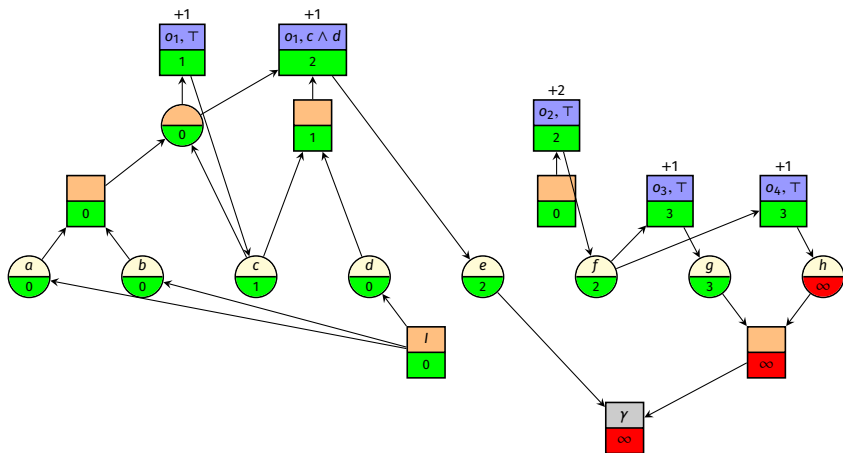 +1
+1
o₁, ⊤
o₁, c ∧ d
1
2
+2
o₂, ⊤
0
1
2
+1
+1
o₃, ⊤
o₄, ⊤
0
0
3
3
a
b
c
d
e
f
g
h
0
0
1
0
2
2
3
∞
I
0
∞
γ
∞